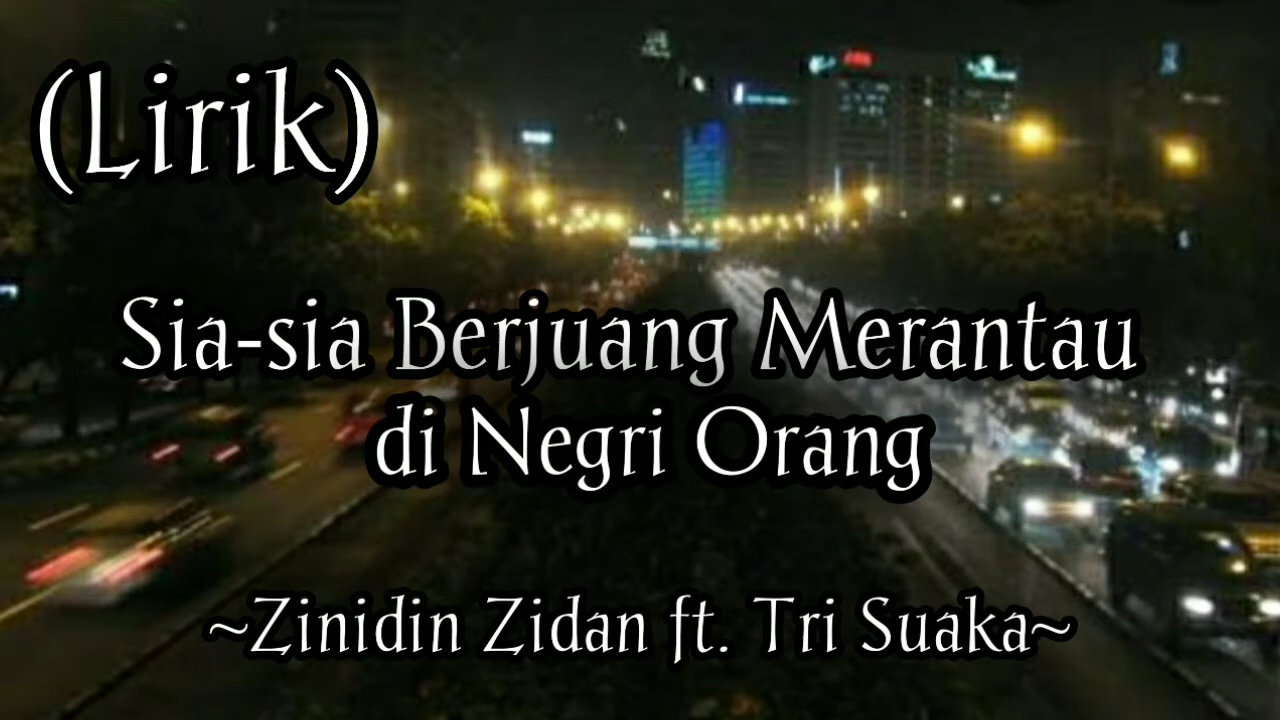 (Lirik)
Sia-sia Berjuang Merantau
di Negri Orang
~Zinidin Zidan ft. Tri Suaka~